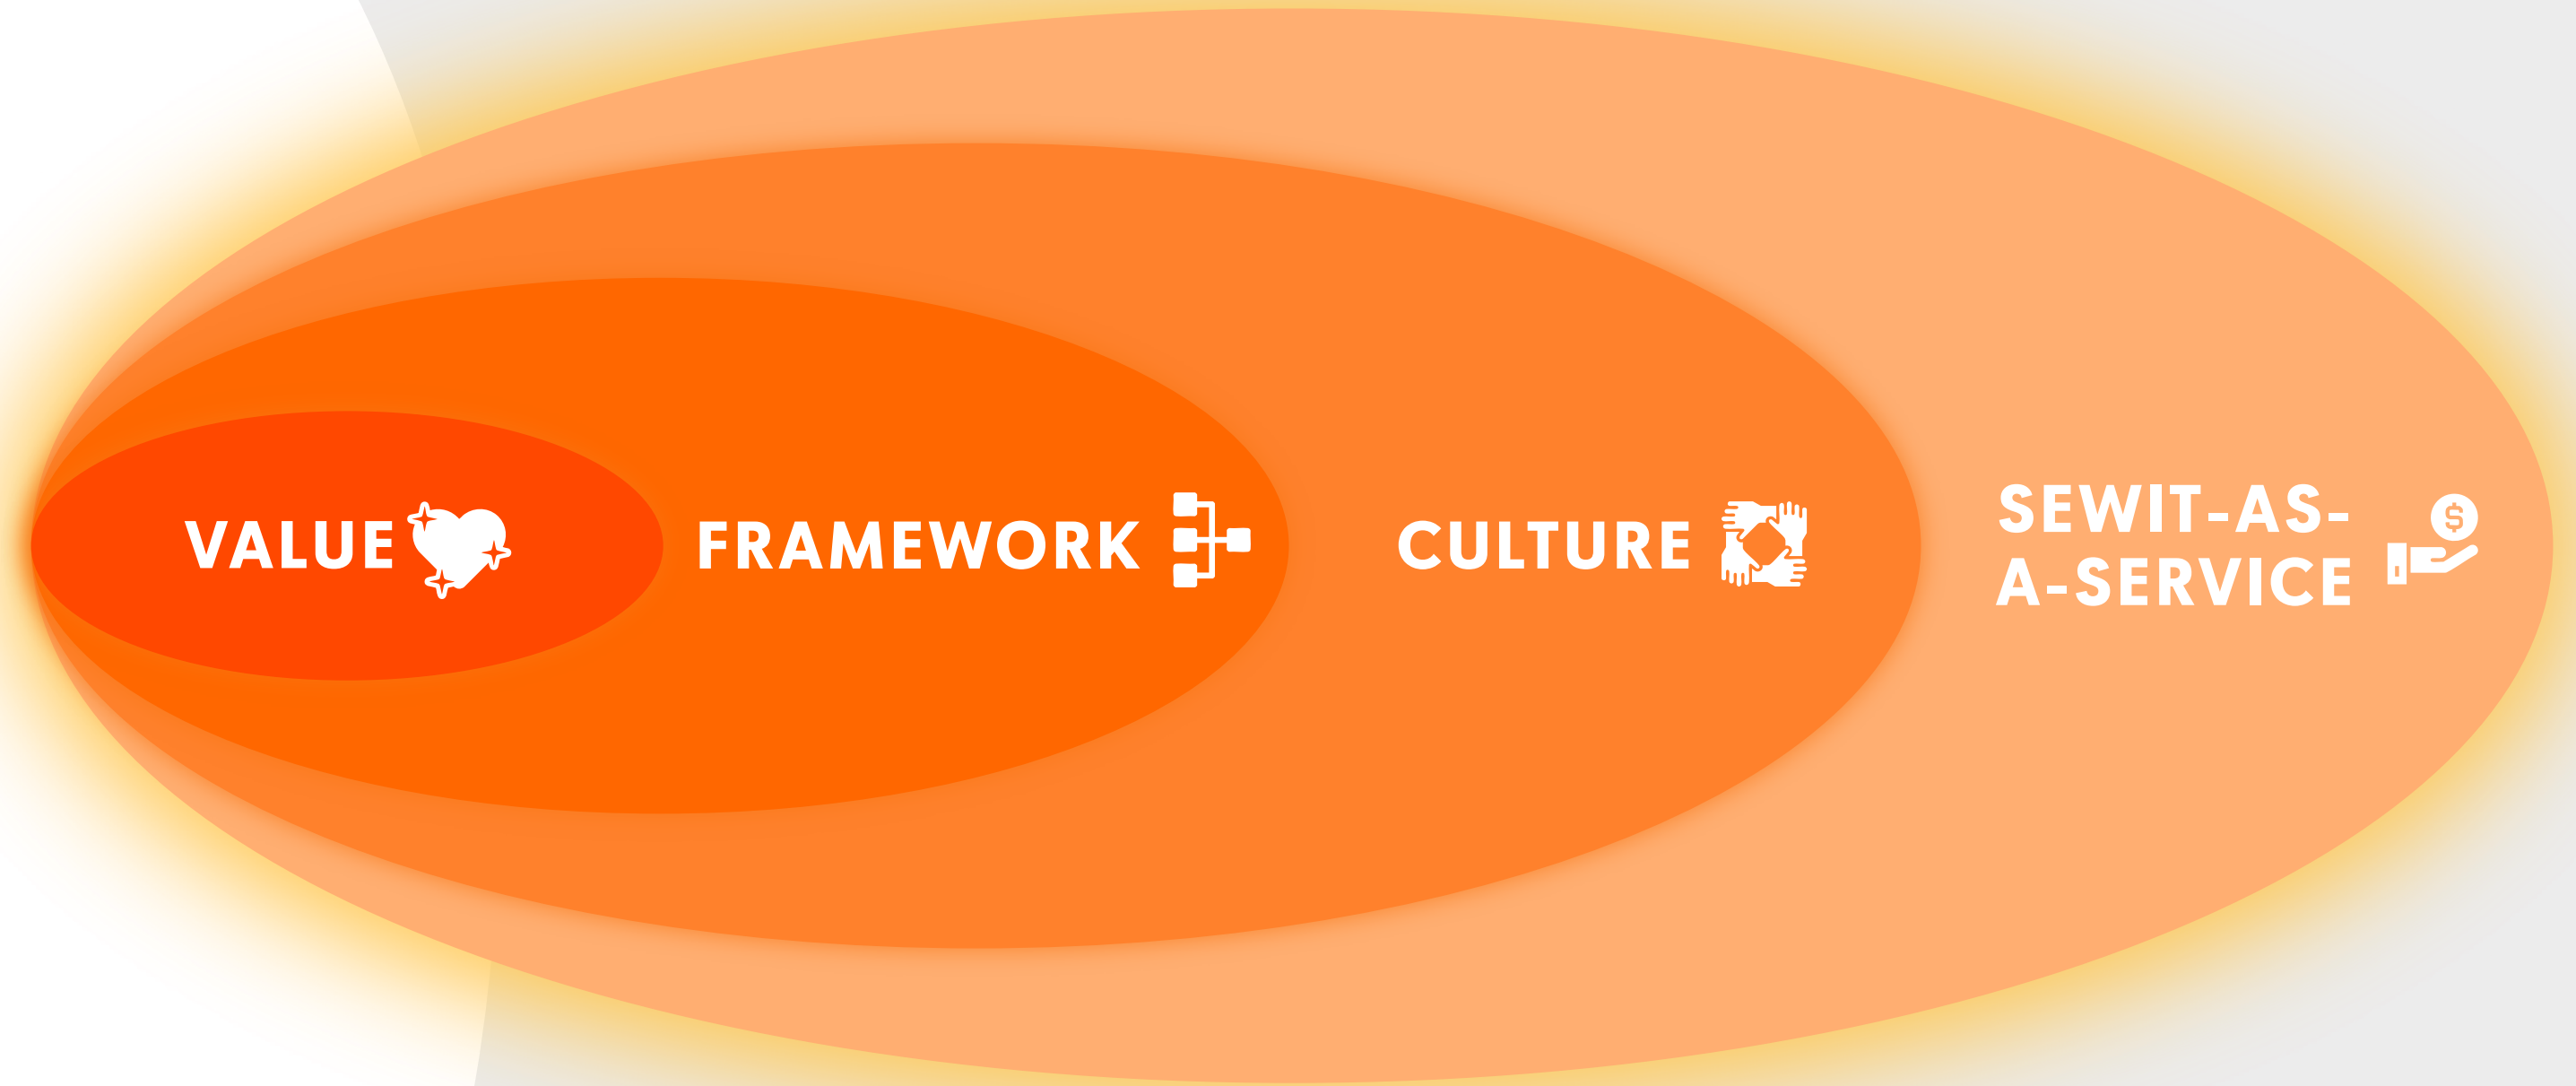 VALUE
FRAMEWORK
CULTURE
SEWIT-AS-
A-SERVICE
$